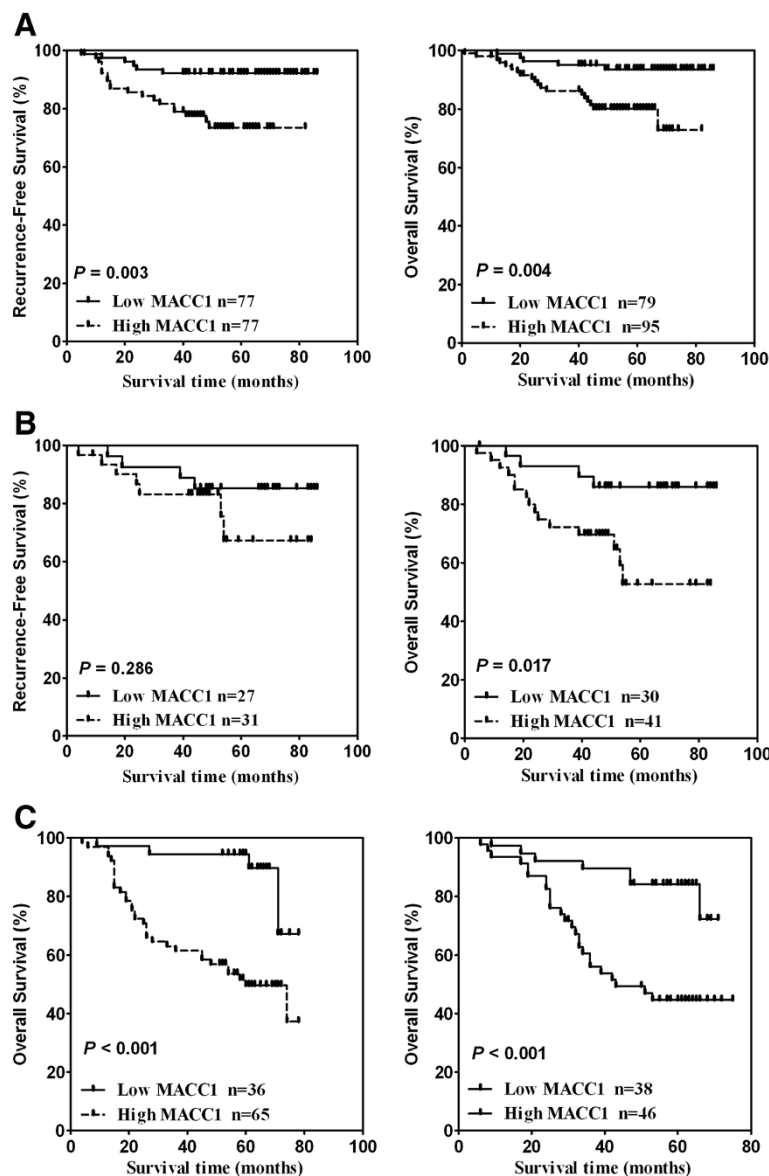 A
Recurrence-Free Survival (%)
100
80
60
40
20
0
P = 0.003
Low MACC1 n=77
High MACC1 n=77
0 20 40 60 80 100
Survival time (months)
Overall Survival (%)
100
80
60
40
20
0
P = 0.004
Low MACC1 n=79
High MACC1 n=95
0 20 40 60 80 100
Survival time (months)
B
Recurrence-Free Survival (%)
100
80
60
40
20
0
P = 0.286
Low MACC1 n=27
High MACC1 n=31
0 20 40 60 80 100
Survival time (months)
Overall Survival (%)
100
80
60
40
20
0
P = 0.017
Low MACC1 n=30
High MACC1 n=41
0 20 40 60 80 100
Survival time (months)
C
Overall Survival (%)
100
80
60
40
20
0
P < 0.001
Low MACC1 n=36
High MACC1 n=65
0 20 40 60 80 100
Survival time (months)
Overall Survival (%)
100
80
60
40
20
0
P < 0.001
Low MACC1 n=38
High MACC1 n=46
0 20 40 60 80
Survival time (months)